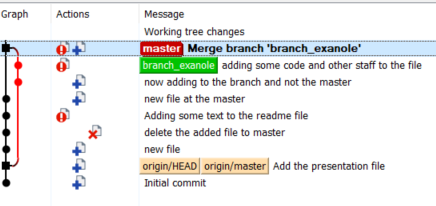 Graph Actions Message
Working tree changes
master Merge branch 'branch_exanole'
branch_exanole adding some code and other staff to the file
now adding to the branch and not the master
new file at the master
Adding some text to the readme file
delete the added file to master
new file
origin/HEAD origin/master Add the presentation file
Initial commit